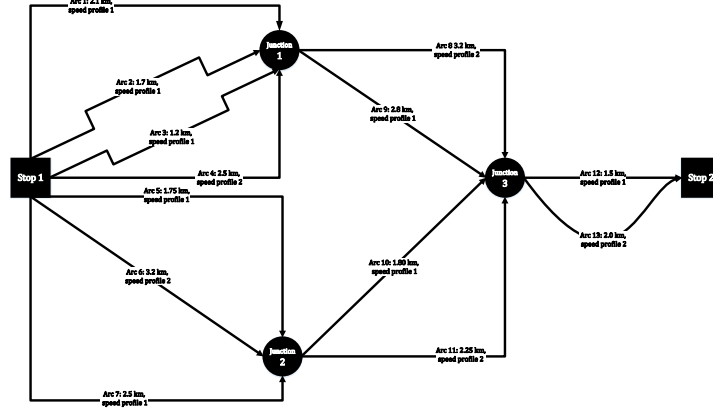 Arc 1: 2.1 km,
speed profile 1
Junction
1
Arc 8 3.2 km,
speed profile 2
Arc 2: 1.7 km,
speed profile 1
Arc 9: 2.8 km,
speed profile 1
Arc 3: 1.2 km,
speed profile 1
Stop 1
Arc 4: 2.5 km,
speed profile 2
Junction
3
Arc 12: 1.5 km,
speed profile 1
Stop 2
Arc 5: 1.75 km,
speed profile 1
Arc 13: 2.0 km,
speed profile 2
Arc 6: 3.2 km,
speed profile 2
Arc 10: 1.80 km,
speed profile 1
Junction
2
Arc 11: 2.25 km,
speed profile 2
Arc 7: 2.5 km,
speed profile 1